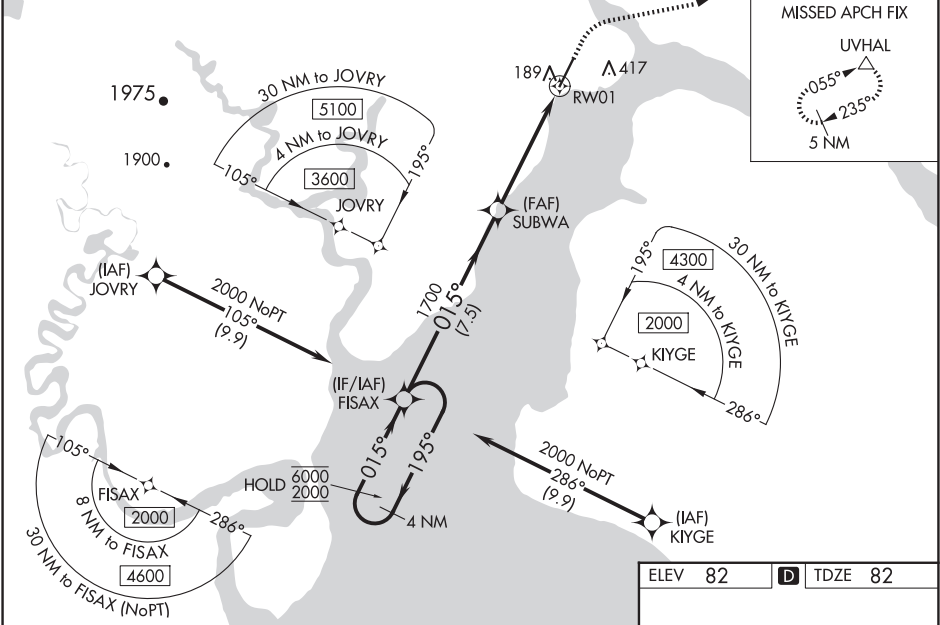 MISSED APCH FIX
UVHAL
055°
235°
5 NM
189
417
RW01
1975
1900
30 NM to JOVRY
5100
4 NM to JOVRY
3600
105°
195°
JOVRY
(FAF)
SUBWA
(IAF)
JOVRY
2000 NoPT
105°
(9.9)
1700
015°
(7.5)
195°
4300
30 NM to KIYGE
4 NM to KIYGE
2000
KIYGE
286°
(IF/IAF)
FISAX
015°
195°
HOLD 6000
2000
4 NM
2000 NoPT
286°
(9.9)
(IAF)
KIYGE
105°
FISAX
286°
2000
8 NM to FISAX
4600
30 NM to FISAX (NoPT)
ELEV 82 D TDZE 82